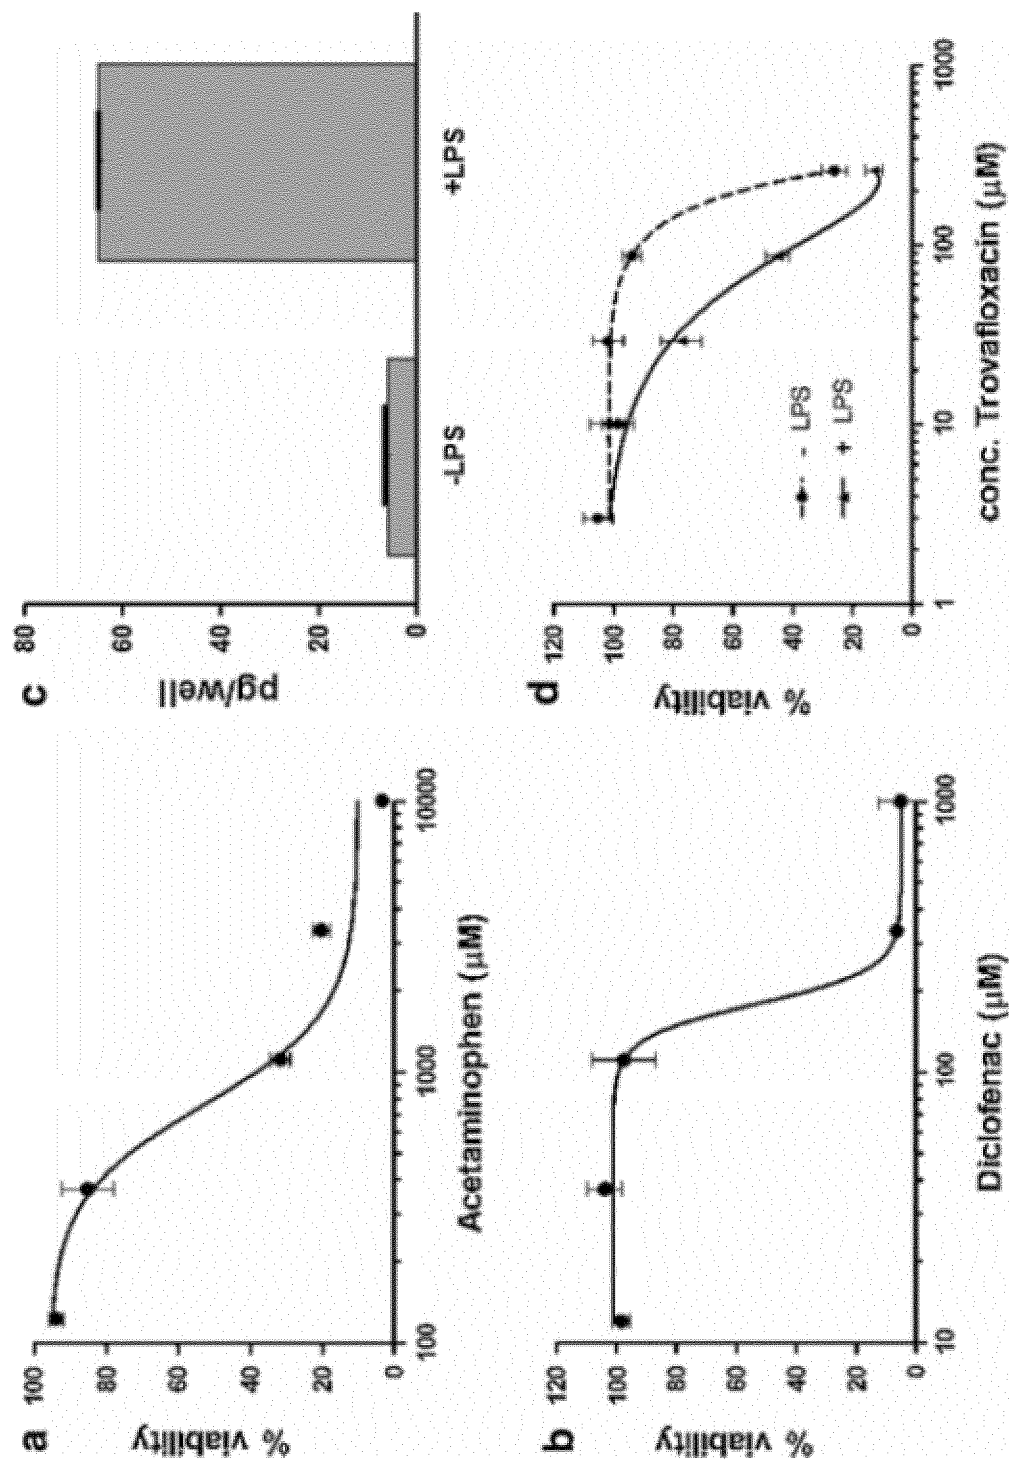 a
% viability
100
80
60
40
20
0
100
1000
10000
Acetaminophen (µM)
b
% viability
120
100
80
60
40
20
0
10
100
1000
Diclofenac (µM)
c
pg/well
80
60
40
20
0
-LPS
+LPS
d
% viability
120
100
80
60
40
20
0
- LPS
+ LPS
1
10
100
1000
conc. Trovafloxacin (µM)